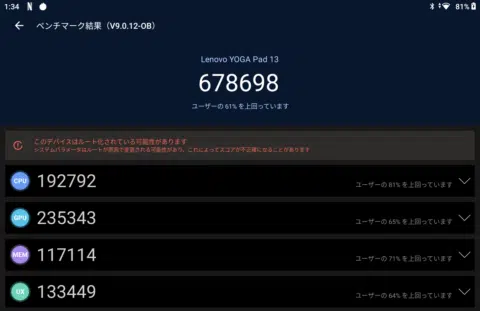 1:34
81%
ベンチマーク結果（V9.0.12-OB）
Lenovo YOGA Pad 13
678698
ユーザーの 61% を上回っています
このデバイスはルート化されている可能性があります
システムパラメータはルートが原因で変更される可能性があり、これによってスコアが不正確になることがあります
CPU 192792 ユーザーの 81% を上回っています
GPU 235343 ユーザーの 65% を上回っています
MEM 117114 ユーザーの 71% を上回っています
UX 133449 ユーザーの 64% を上回っています